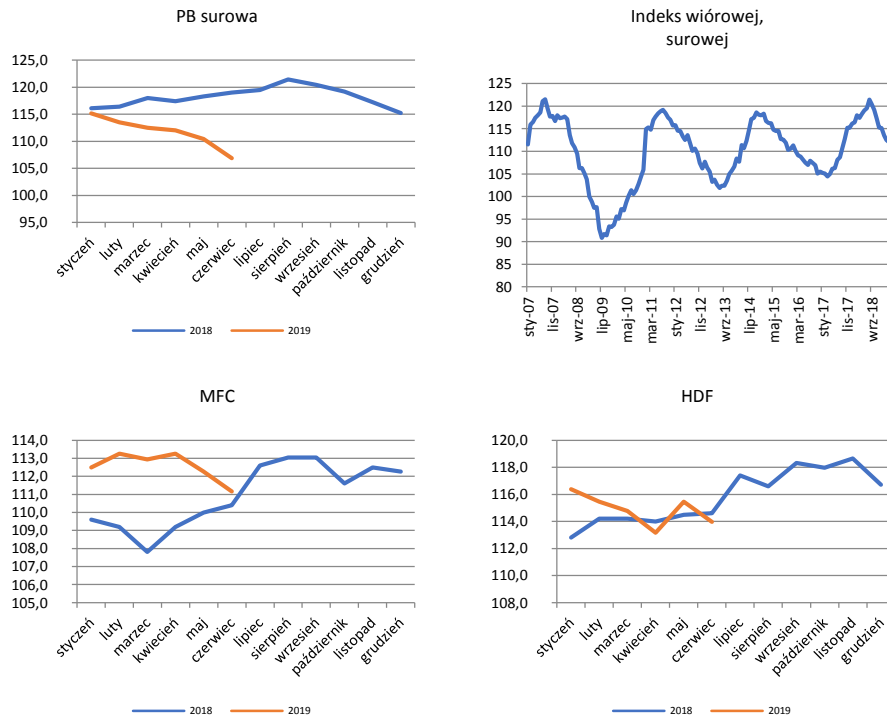 PB surowa
120,0
125,0
115,0
110,0
105,0
100,0
95,0
styczeń
luty
marzec
kwiecień
maj
czerwiec
lipiec
sierpień
wrzesień
październik
listopad
grudzień
2018
2019
Indeks wiórowej,
surowej
125
120
115
110
105
100
95
90
85
80
sty-07
lis-07
wrz-08
lip-09
maj-10
mar-11
sty-12
lis-12
wrz-13
lip-14
maj-15
mar-16
sty-17
lis-17
wrz-18
MFC
114,0
113,0
112,0
111,0
110,0
109,0
108,0
107,0
106,0
105,0
styczeń
luty
marzec
kwiecień
maj
czerwiec
lipiec
sierpień
wrzesień
październik
listopad
grudzień
2018
2019
HDF
120,0
118,0
116,0
114,0
112,0
110,0
108,0
styczeń
luty
marzec
kwiecień
maj
czerwiec
lipiec
sierpień
wrzesień
październik
listopad
grudzień
2018
2019